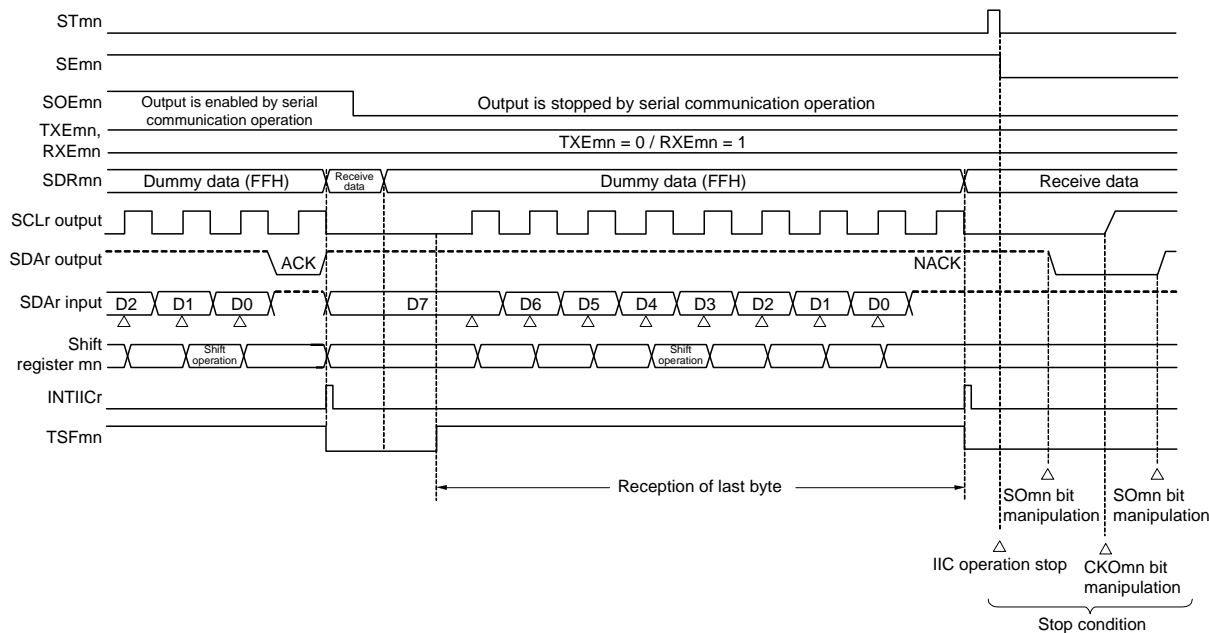 STmn
SEmn
SOEmn
Output is enabled by serial
communication operation
Output is stopped by serial communication operation
TXEmn,
RXEmn
TXEmn = 0 / RXEmn = 1
SDRmn
Dummy data (FFH)
Receive
data
Dummy data (FFH)
Receive data
SCLr output
SDAr output
ACK
NACK
SDAr input
D2 D1 D0 D7 D6 D5 D4 D3 D2 D1 D0
Shift
register mn
Shift
operation
Shift
operation
INTIICr
TSFmn
Reception of last byte
SOmn bit
manipulation
SOmn bit
manipulation
IIC operation stop
CKOmn bit
manipulation
Stop condition